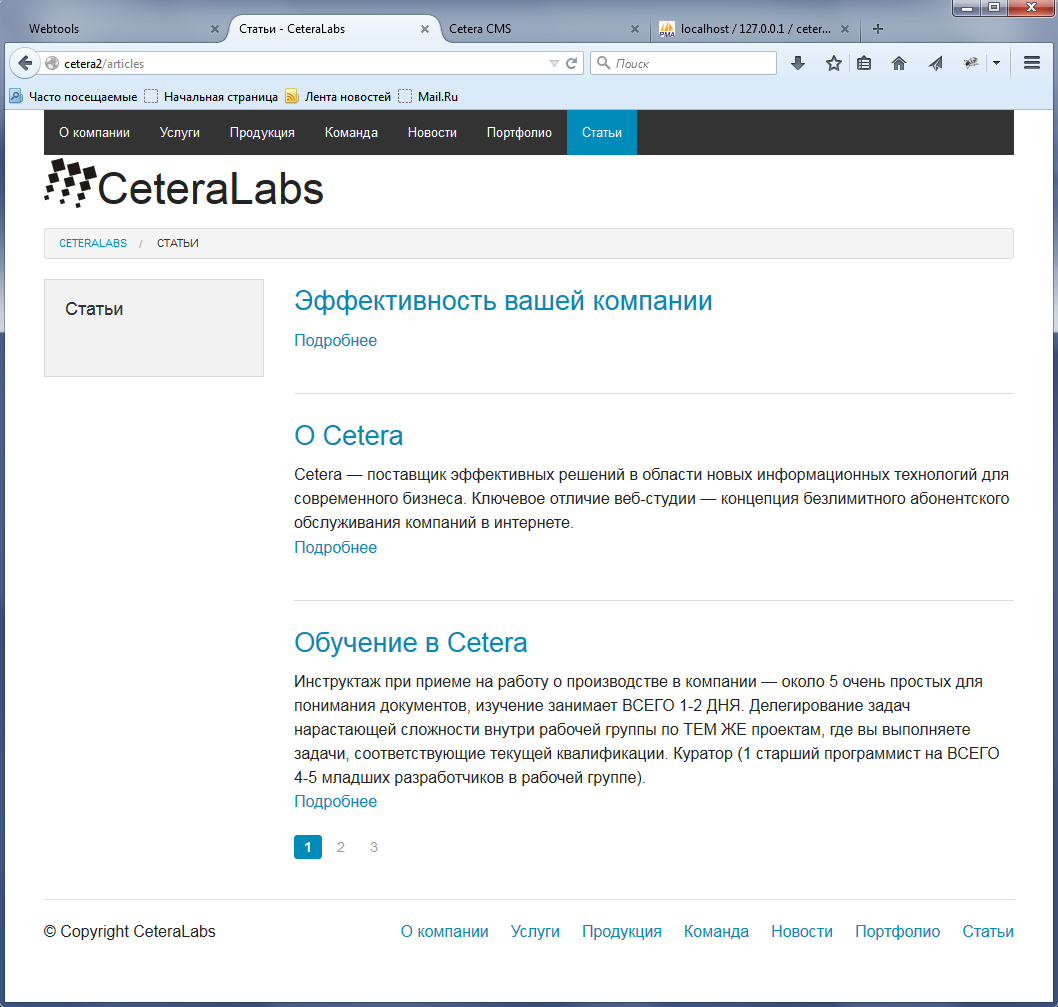 Webtools
Статьи - CeteraLabs
Cetera CMS
localhost / 127.0.0.1 / ceter...
cetera2/articles
Поиск
Часто посещаемые Начальная страница Лента новостей Mail.Ru
О компании Услуги Продукция Команда Новости Портфолио Статьи
CeteraLabs
CETERALABS / СТАТЬИ
Статьи
Эффективность вашей компании
Подробнее
О Cetera
Cetera — поставщик эффективных решений в области новых информационных технологий для
современного бизнеса. Ключевое отличие веб-студии — концепция безлимитного абонентского
обслуживания компаний в интернете.
Подробнее
Обучение в Cetera
Инструктаж при приеме на работу о производстве в компании — около 5 очень простых для
понимания документов, изучение занимает ВСЕГО 1-2 ДНЯ. Делегирование задач
нарастающей сложности внутри рабочей группы по ТЕМ ЖЕ проектам, где вы выполняете
задачи, соответствующие текущей квалификации. Куратор (1 старший программист на ВСЕГО
4-5 младших разработчиков в рабочей группе).
Подробнее
1 2 3
© Copyright CeteraLabs
О компании Услуги Продукция Команда Новости Портфолио Статьи